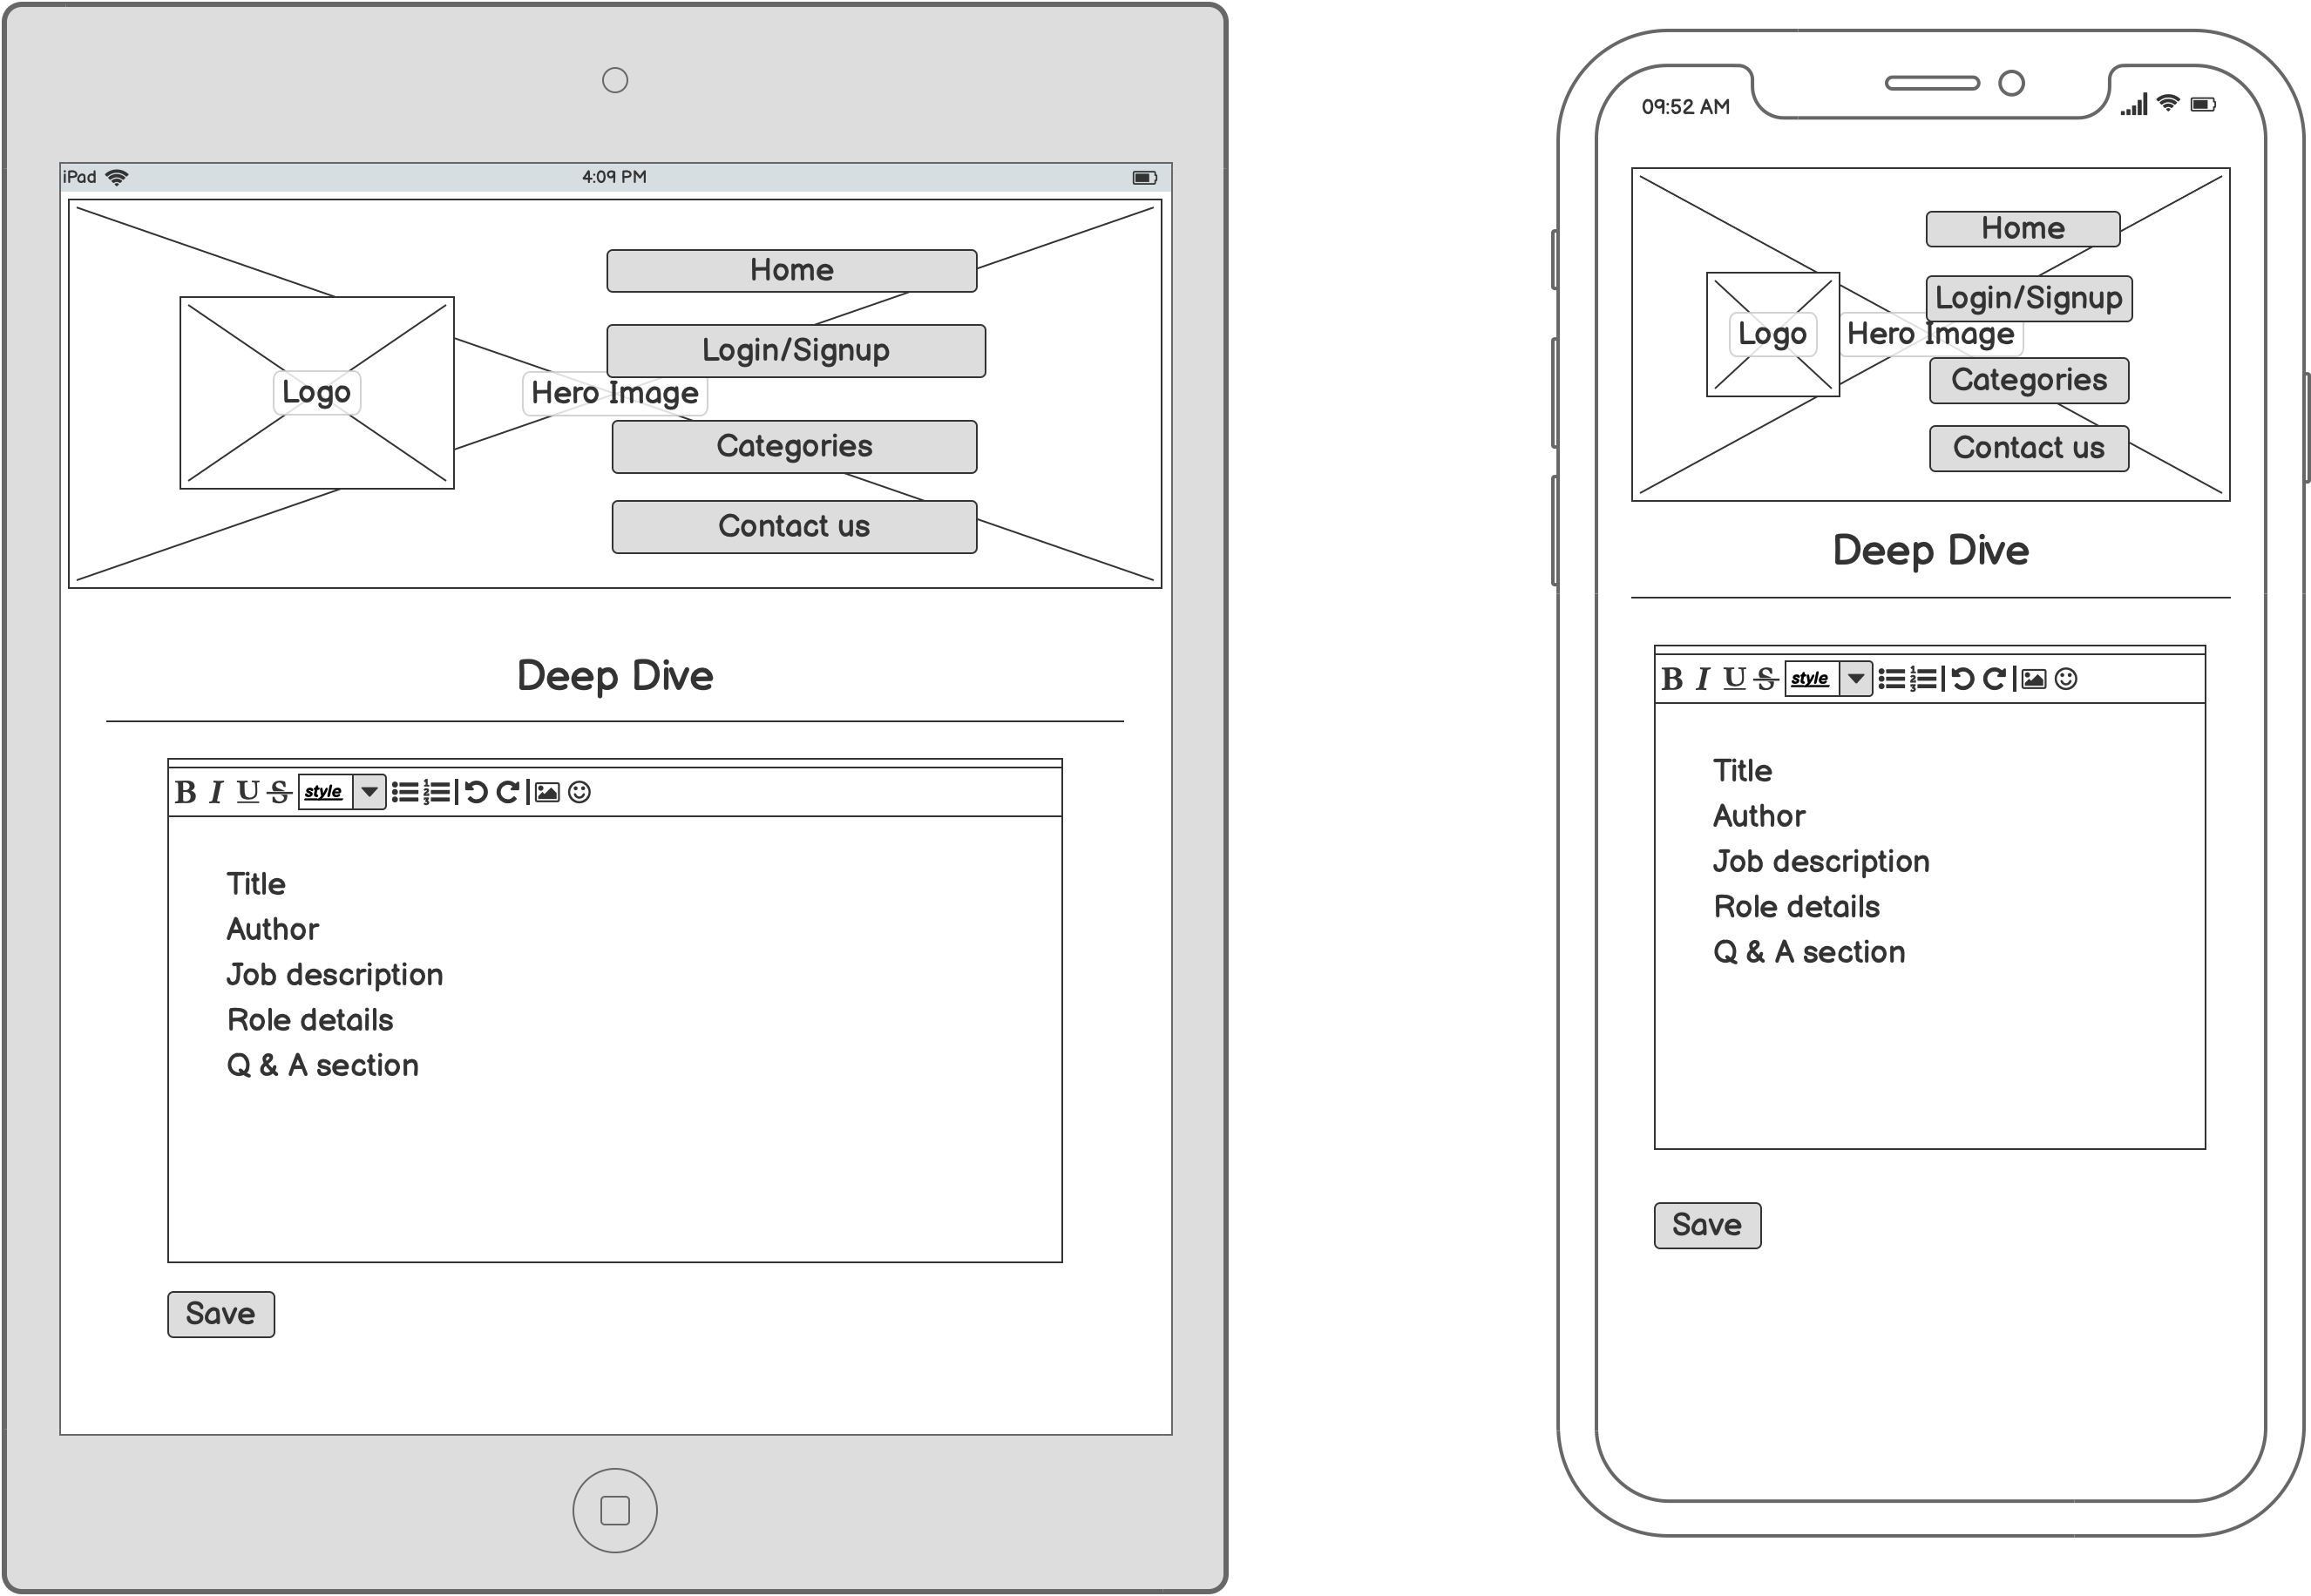 iPad 4:09 PM
Home
Login/Signup
Logo
Hero Image
Categories
Contact us
Deep Dive
B I U S style
Title
Author
Job description
Role details
Q & A section
Save
09:52 AM
Home
Login/Signup
Logo
Hero Image
Categories
Contact us
Deep Dive
B I U S style
Title
Author
Job description
Role details
Q & A section
Save